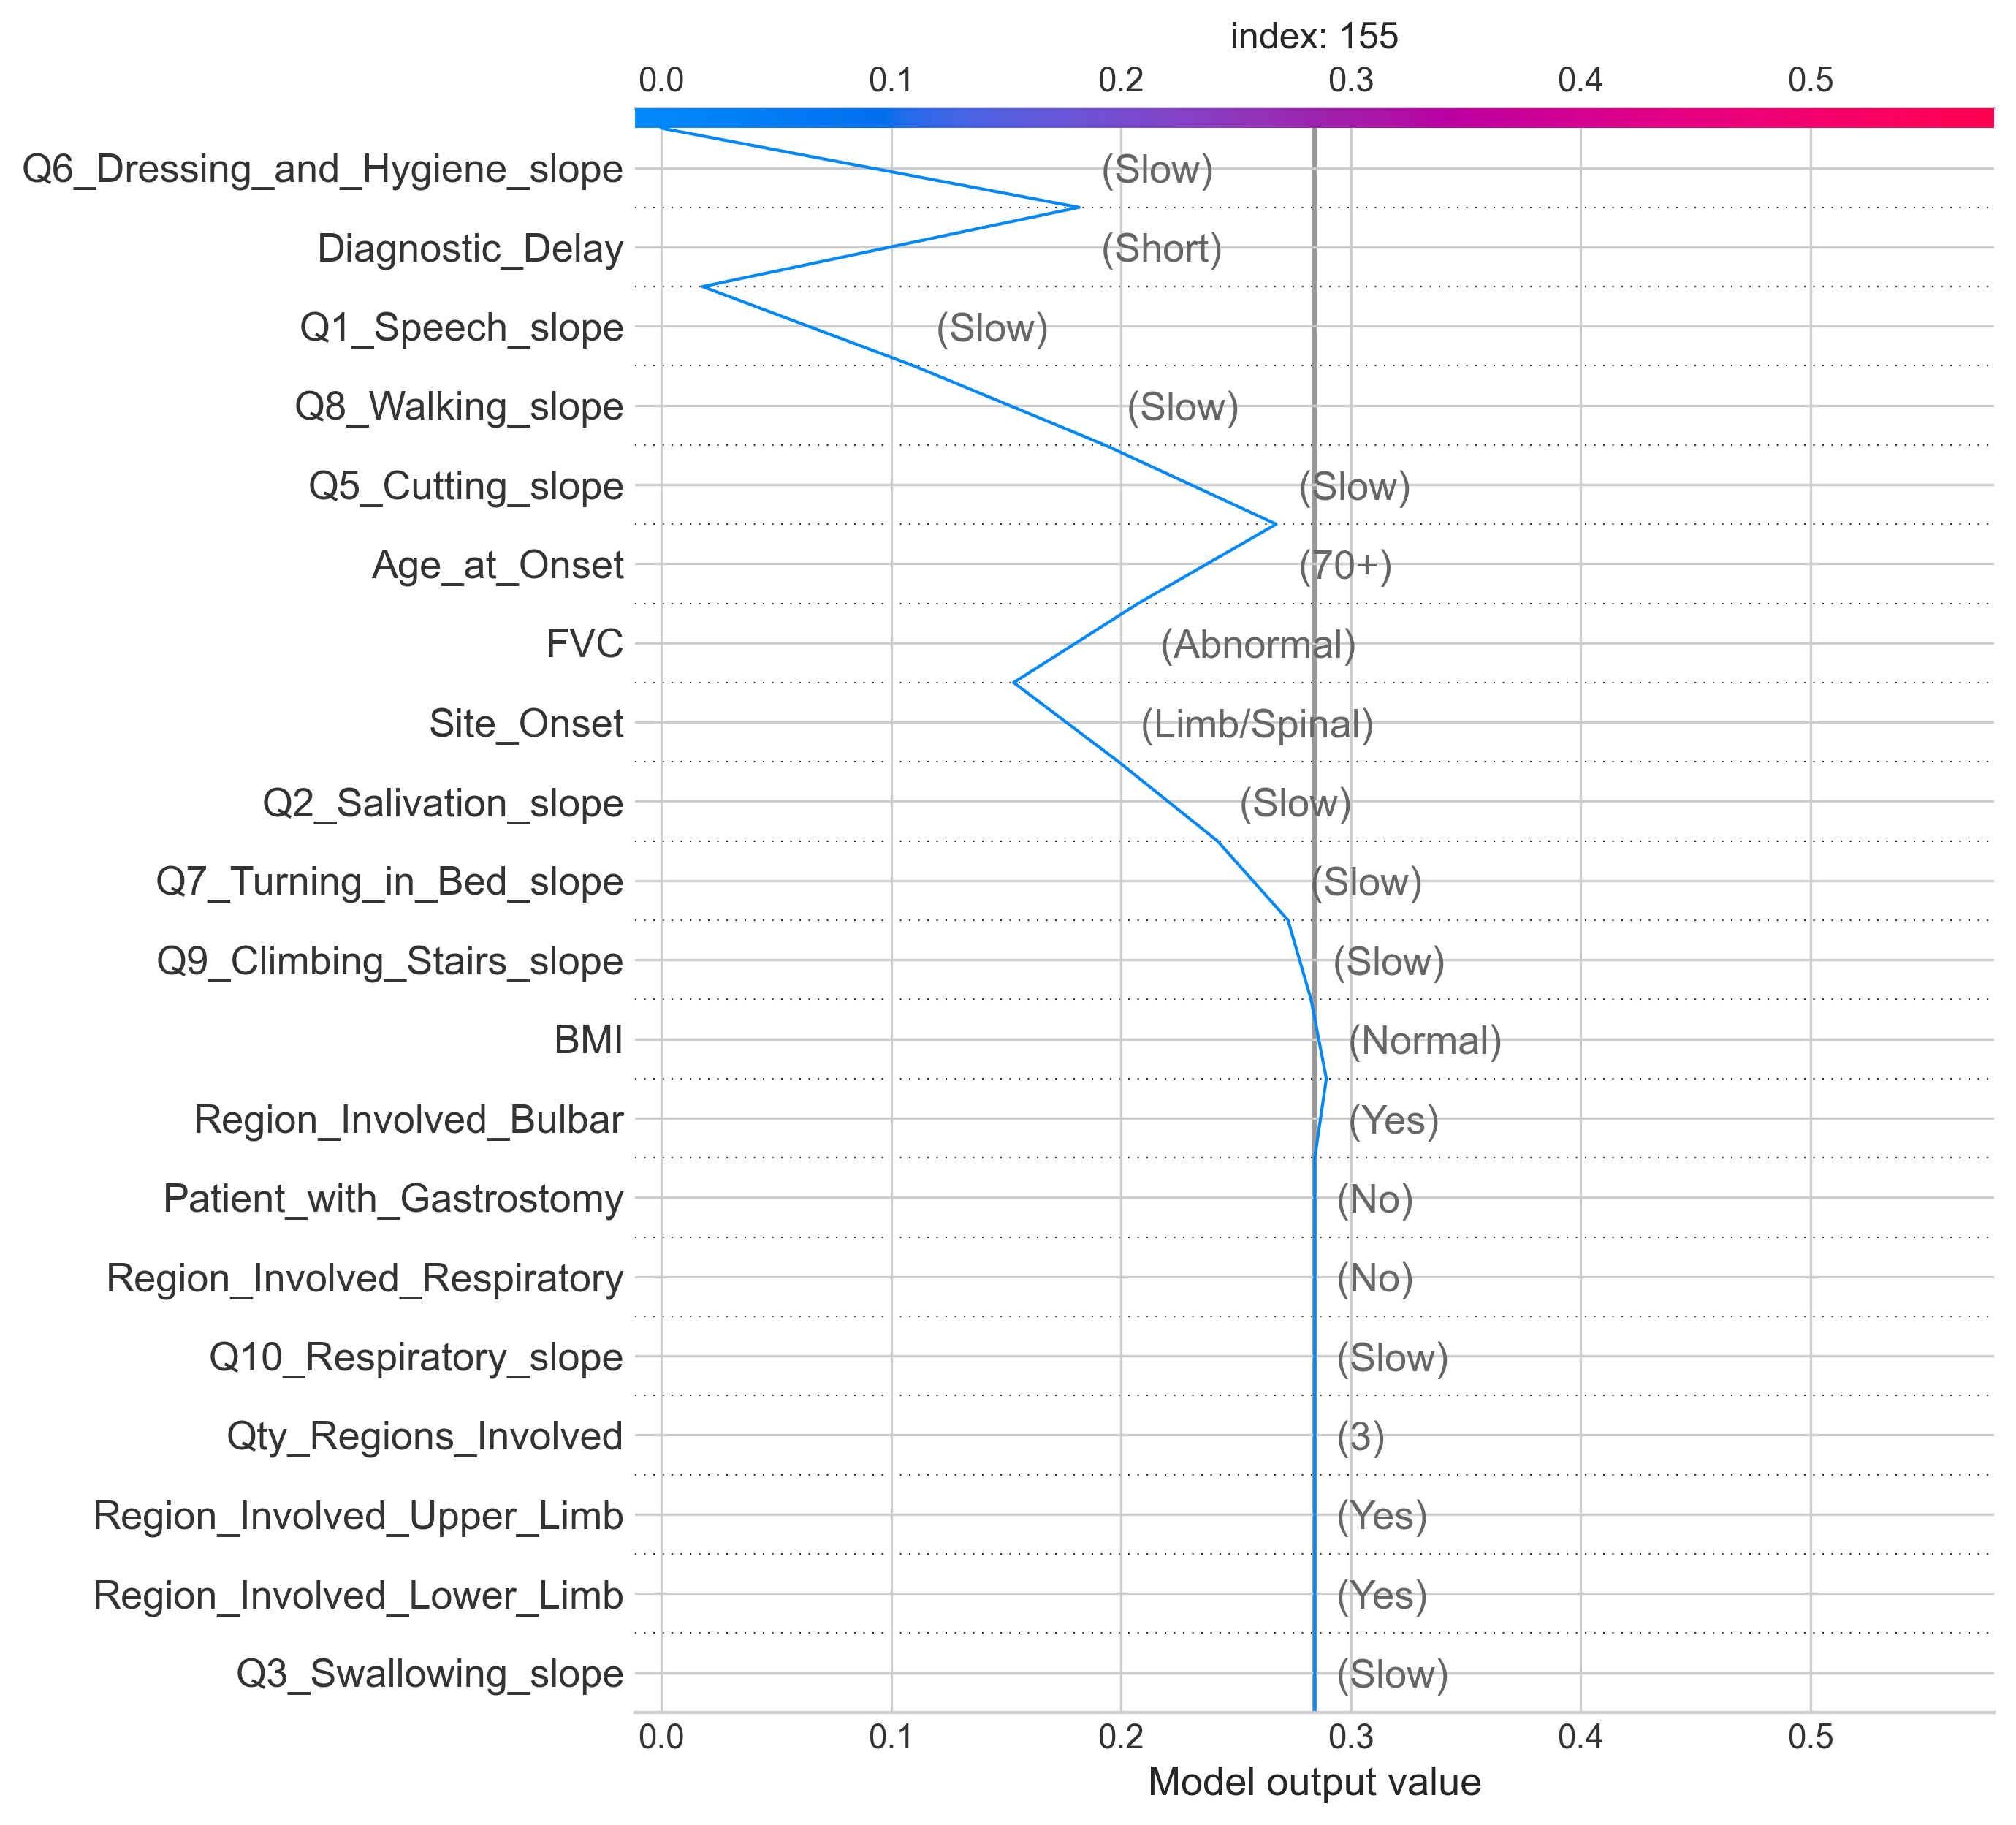 index: 155
0.0 0.1 0.2 0.3 0.4 0.5
Q6_Dressing_and_Hygiene_slope (Slow)
Diagnostic_Delay (Short)
Q1_Speech_slope (Slow)
Q8_Walking_slope (Slow)
Q5_Cutting_slope (Slow)
Age_at_Onset (70+)
FVC (Abnormal)
Site_Onset (Limb/Spinal)
Q2_Salivation_slope (Slow)
Q7_Turning_in_Bed_slope (Slow)
Q9_Climbing_Stairs_slope (Slow)
BMI (Normal)
Region_Involved_Bulbar (Yes)
Patient_with_Gastrostomy (No)
Region_Involved_Respiratory (No)
Q10_Respiratory_slope (Slow)
Qty_Regions_Involved (3)
Region_Involved_Upper_Limb (Yes)
Region_Involved_Lower_Limb (Yes)
Q3_Swallowing_slope (Slow)
0.0 0.1 0.2 0.3 0.4 0.5
Model output value